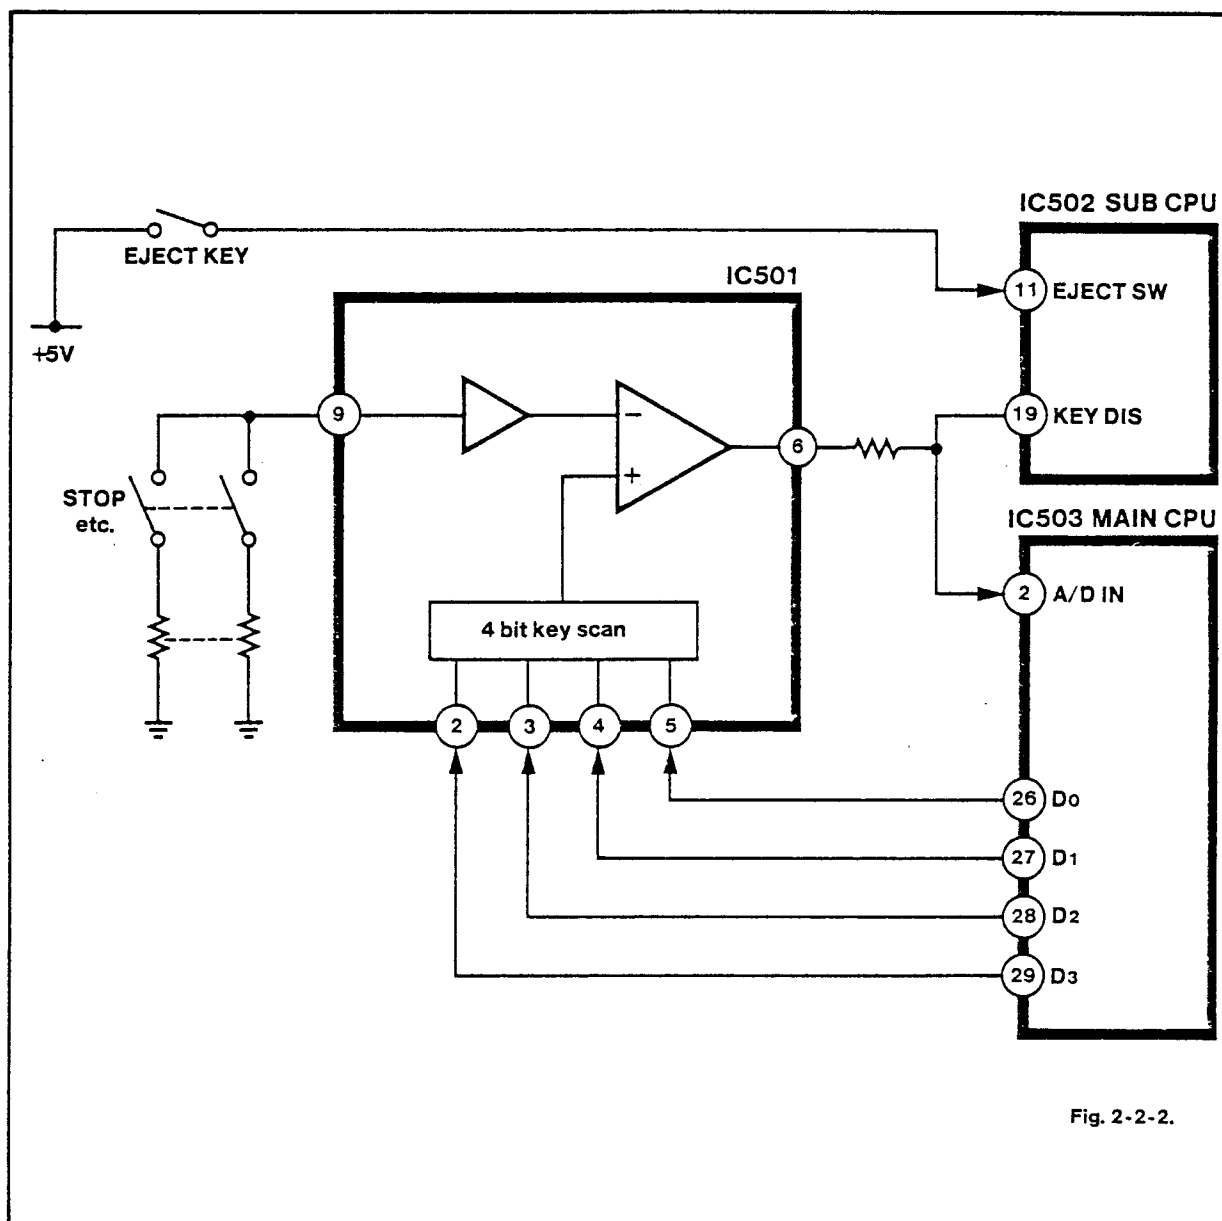 IC502 SUB CPU
EJECT KEY
IC501
11 EJECT SW
+5V
9
−
6
19 KEY DIS
+
STOP
etc.
IC503 MAIN CPU
2 A/D IN
4 bit key scan
2 3 4 5
26 D0
27 D1
28 D2
29 D3
Fig. 2-2-2.